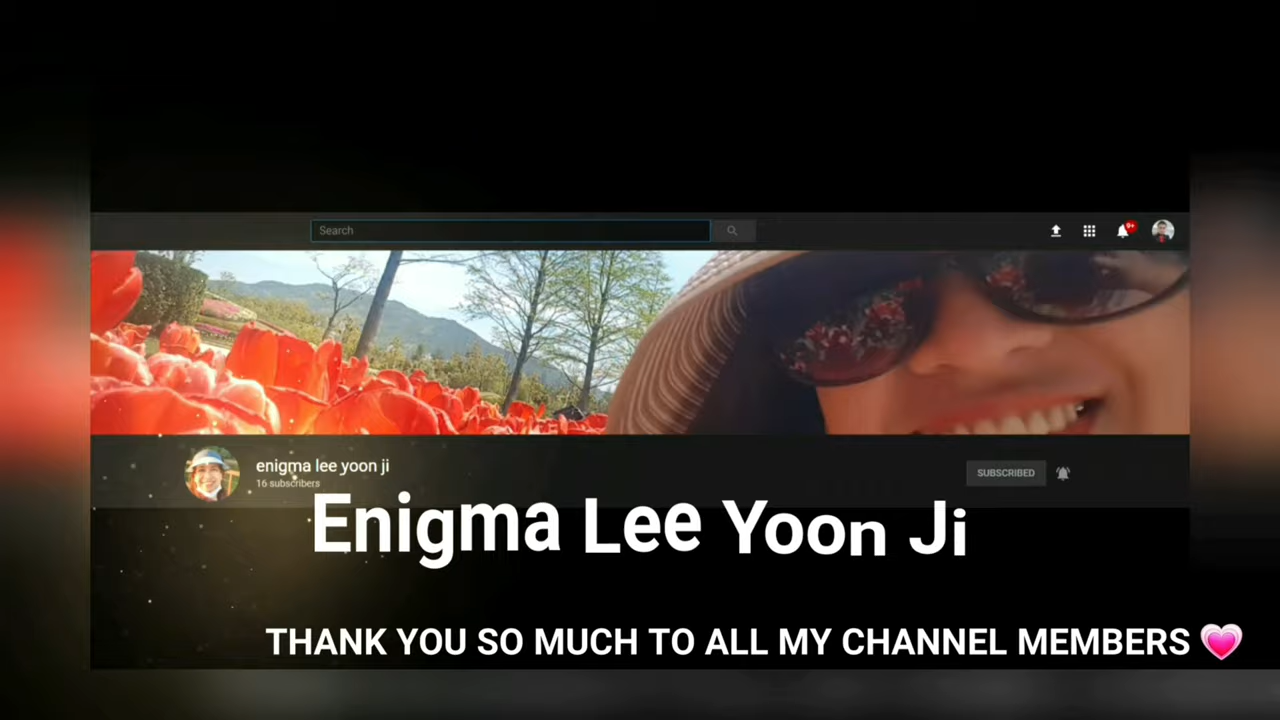 Search
9+
enigma lee yoon ji
16 subscribers
SUBSCRIBED
Enigma Lee Yoon Ji
THANK YOU SO MUCH TO ALL MY CHANNEL MEMBERS 💗